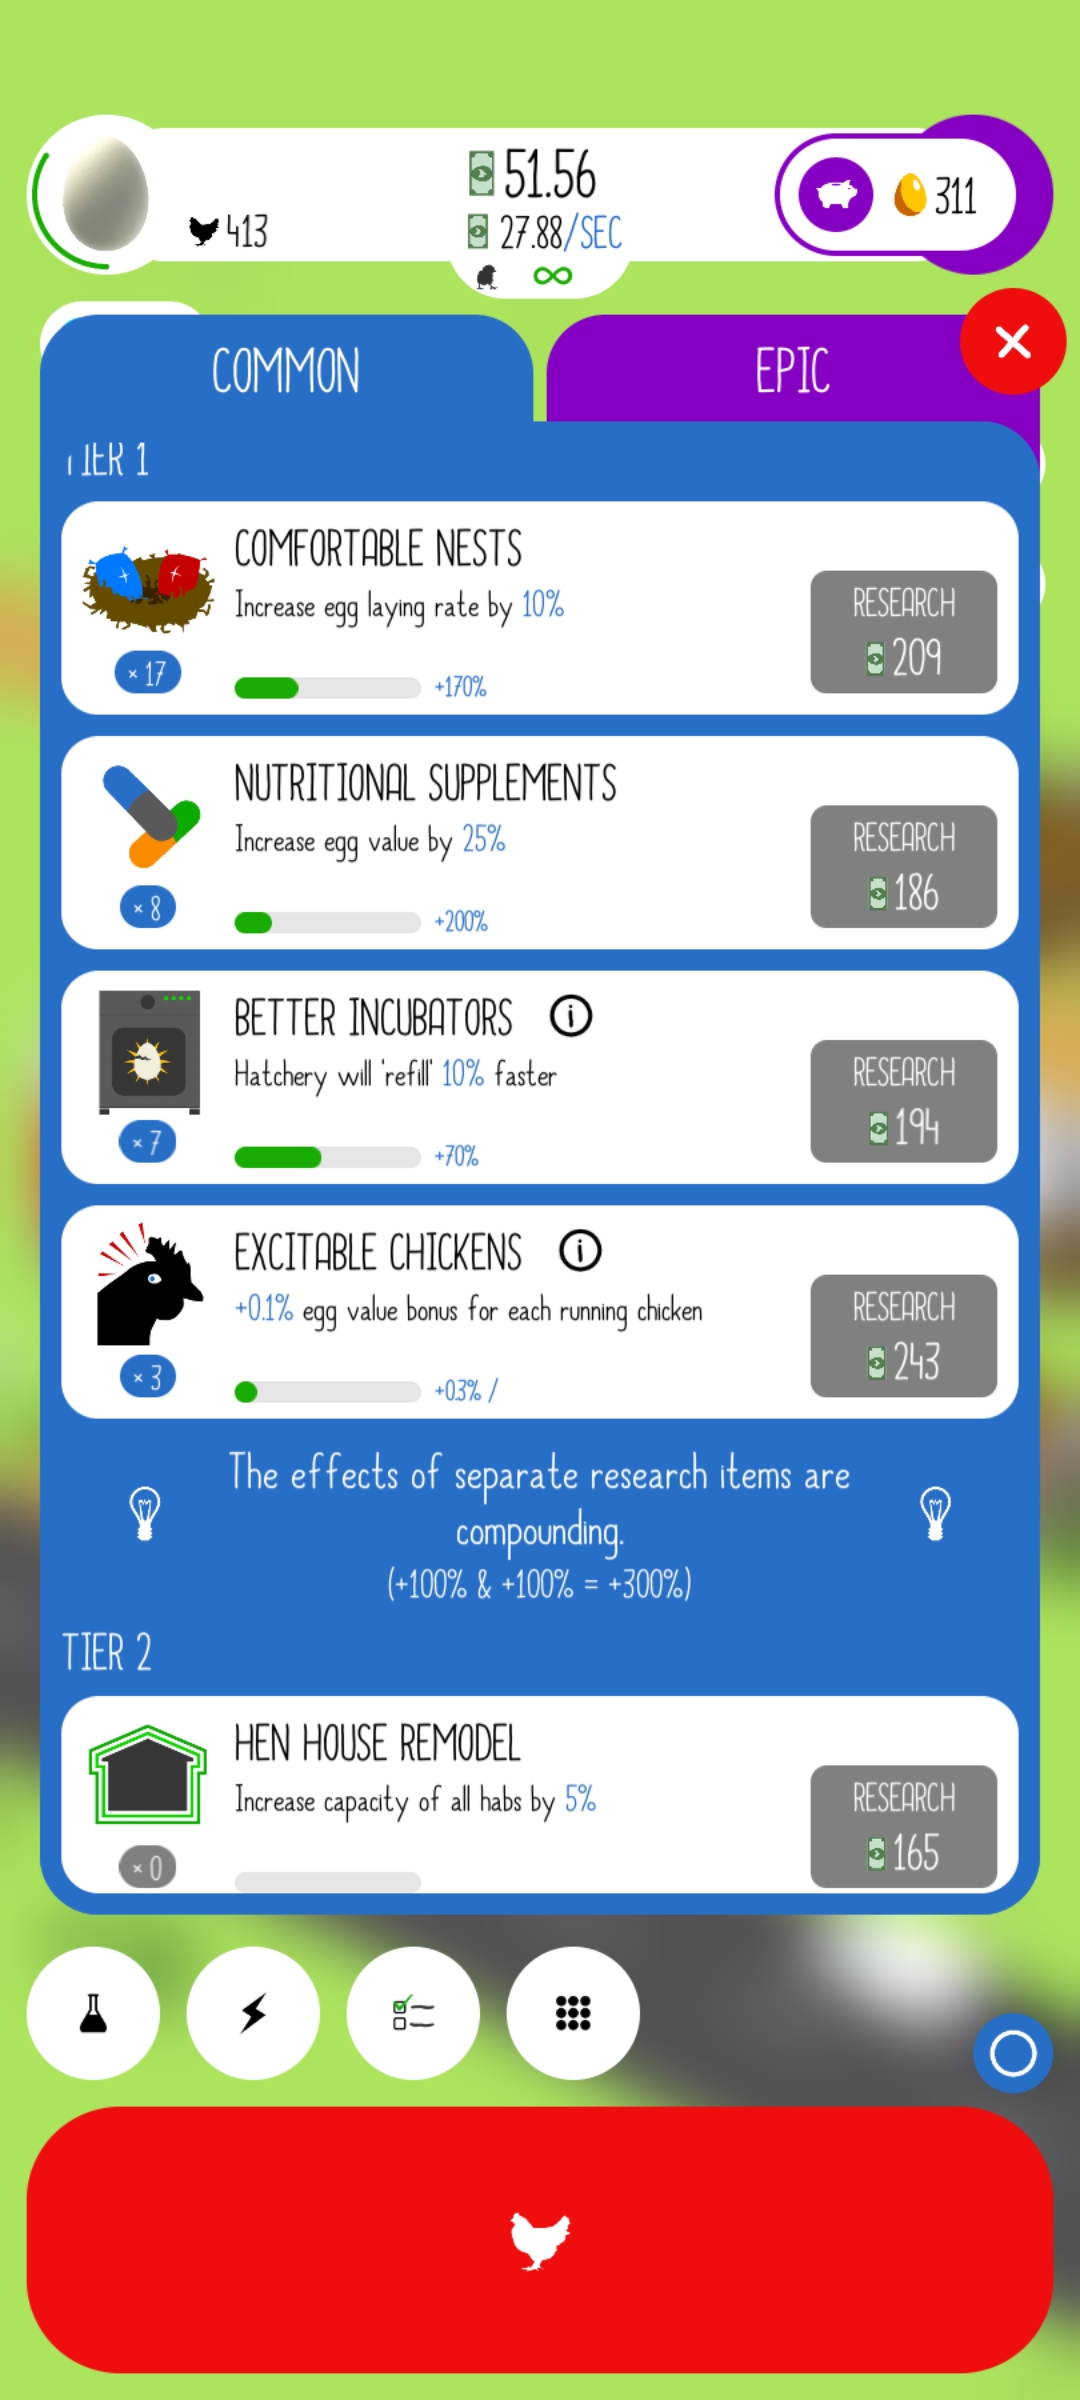 51.56
413
27.88/SEC
311
COMMON
EPIC
TIER 1
COMFORTABLE NESTS
Increase egg laying rate by 10%
RESEARCH
209
× 17
+170%
NUTRITIONAL SUPPLEMENTS
Increase egg value by 25%
RESEARCH
186
× 8
+200%
BETTER INCUBATORS
Hatchery will 'refill' 10% faster
RESEARCH
194
× 7
+70%
EXCITABLE CHICKENS
+0.1% egg value bonus for each running chicken
RESEARCH
243
× 3
+0.3% /
The effects of separate research items are
compounding.
(+100% & +100% = +300%)
TIER 2
HEN HOUSE REMODEL
Increase capacity of all habs by 5%
RESEARCH
165
× 0